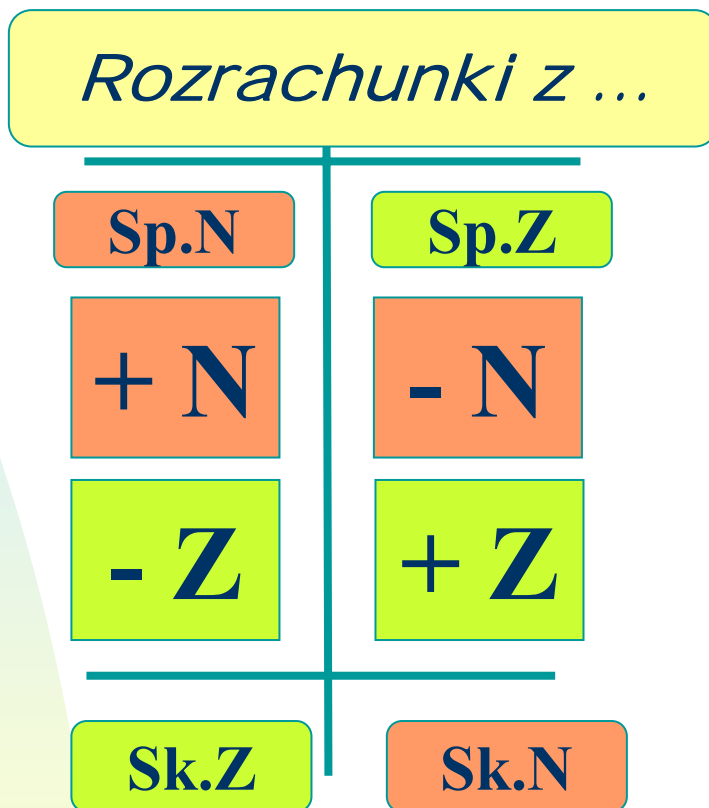 Rozrachunki z ...
Sp.N Sp.Z
+ N - N
- Z + Z
Sk.Z Sk.N